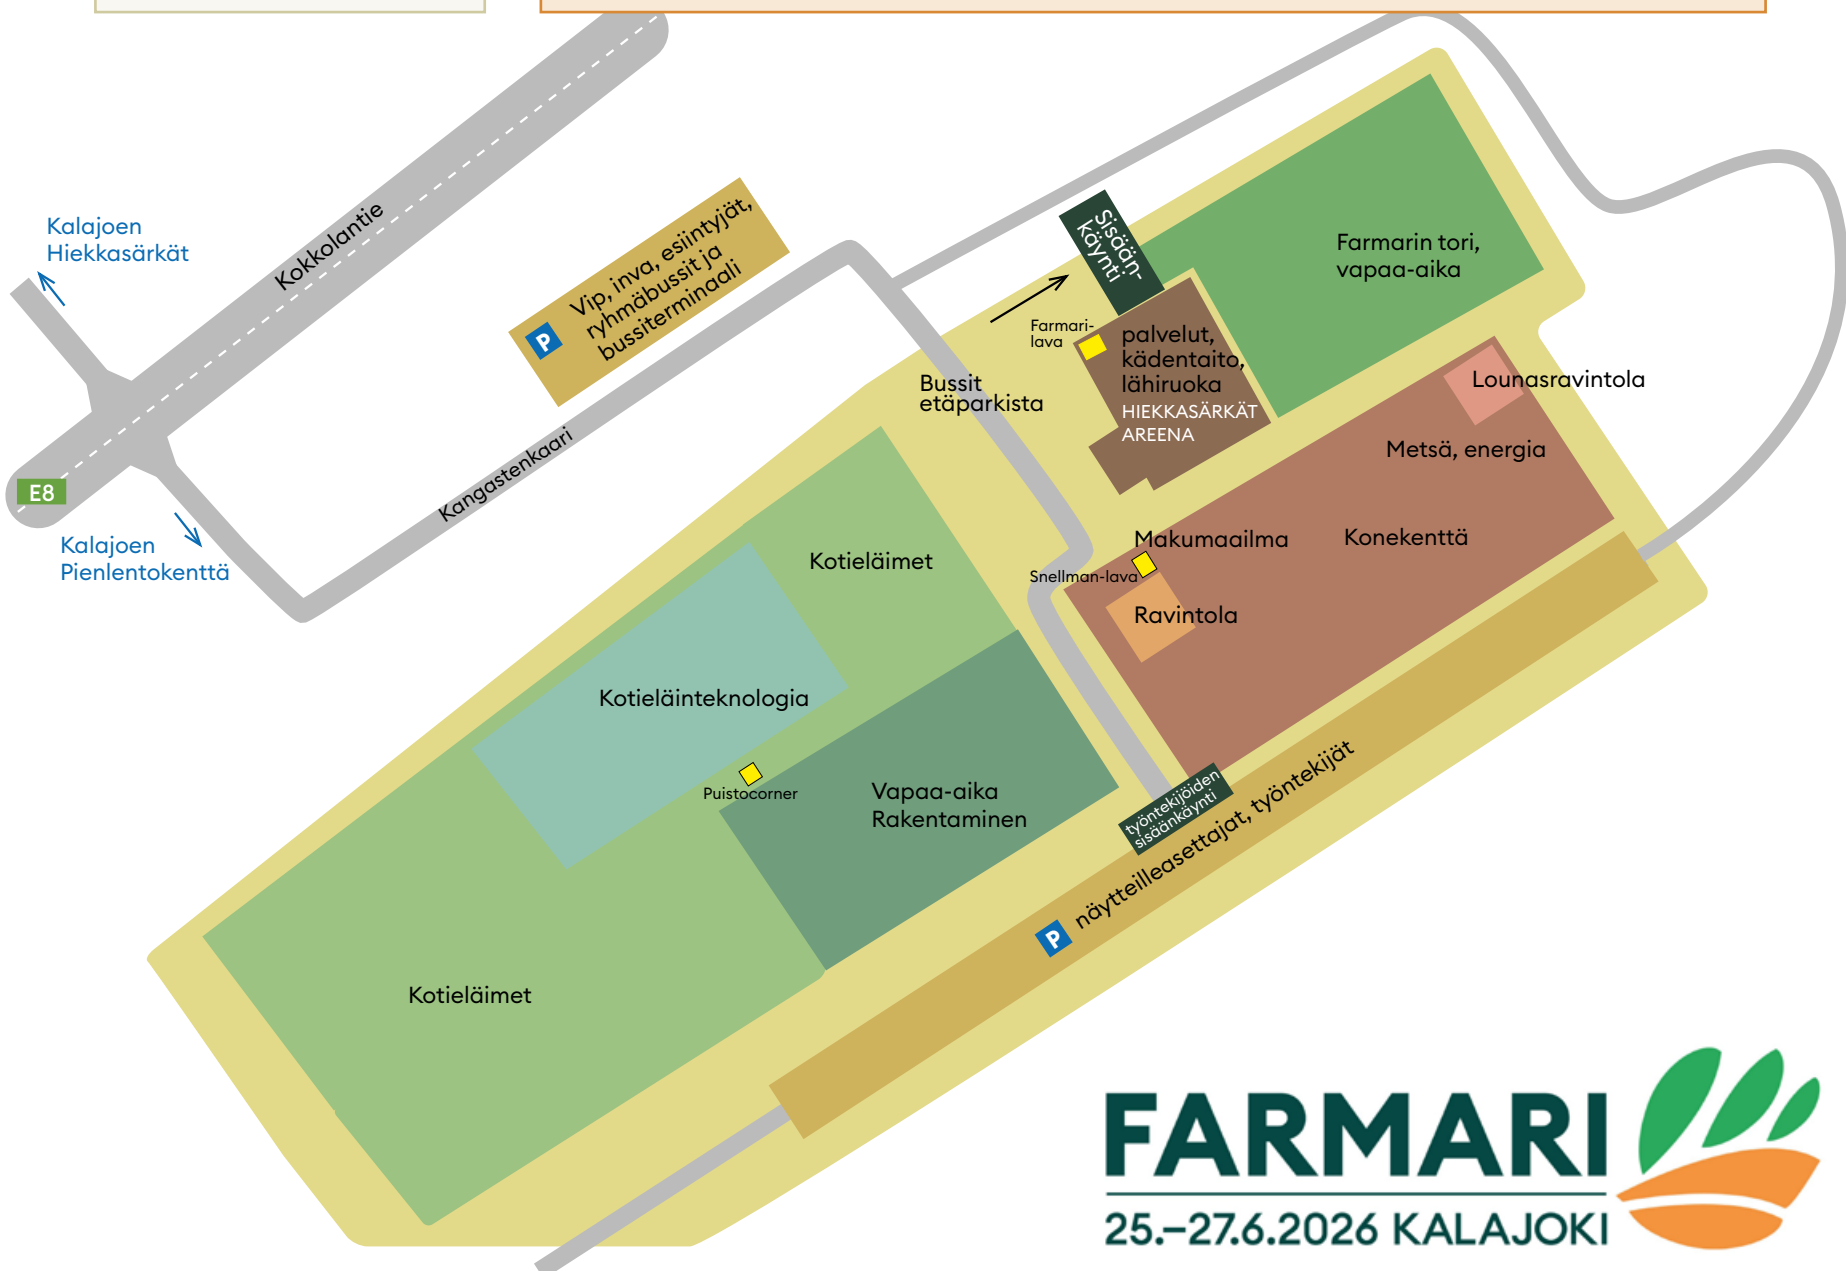 Kalajoen
Hiekkasärkät
Kokkolantie
Vip, inva, esiintyjät,
ryhmäbussit ja
bussiterminaali
P
Sisään-
käynti
Farmarin tori,
vapaa-aika
Farmari-
lava
palvelut,
kädentaito,
lähiruoka
HIEKKASÄRKÄT
AREENA
Bussit
etäparkista
Lounasravintola
Metsä, energia
E8
Kangastenkaari
Kalajoen
Pienlentokenttä
Makumaailma
Konekenttä
Snellman-lava
Ravintola
Kotieläimet
Kotieläinteknologia
Puistocorner
Vapaa-aika
Rakentaminen
työntekijöiden
sisäänkäynti
P
näytteilleasettajat, työntekijät
Kotieläimet
FARMARI
25.–27.6.2026 KALAJOKI